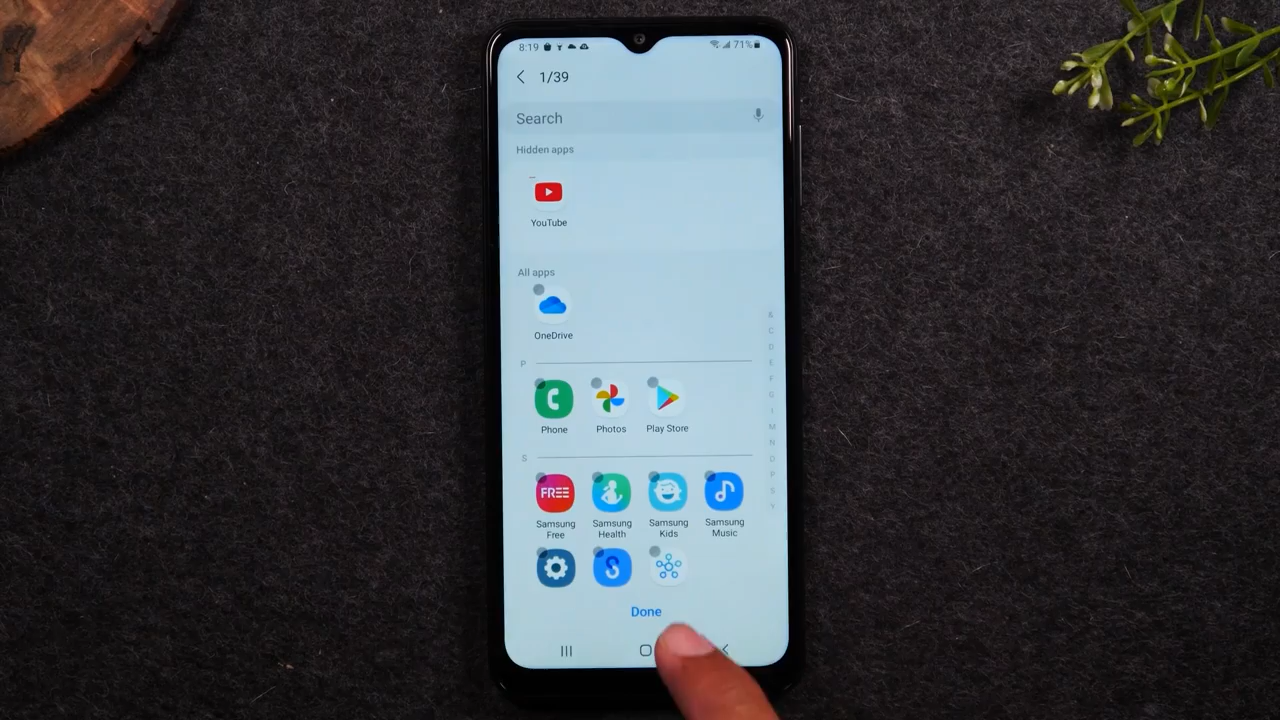 8:19 71%
1/39
Search
Hidden apps
YouTube
All apps
OneDrive
&
C
D
E
F
G
I
M
N
O
P
S
Y
P
Phone Photos Play Store
S
FREE
Samsung Free
Samsung Health
Samsung Kids
Samsung Music
Done